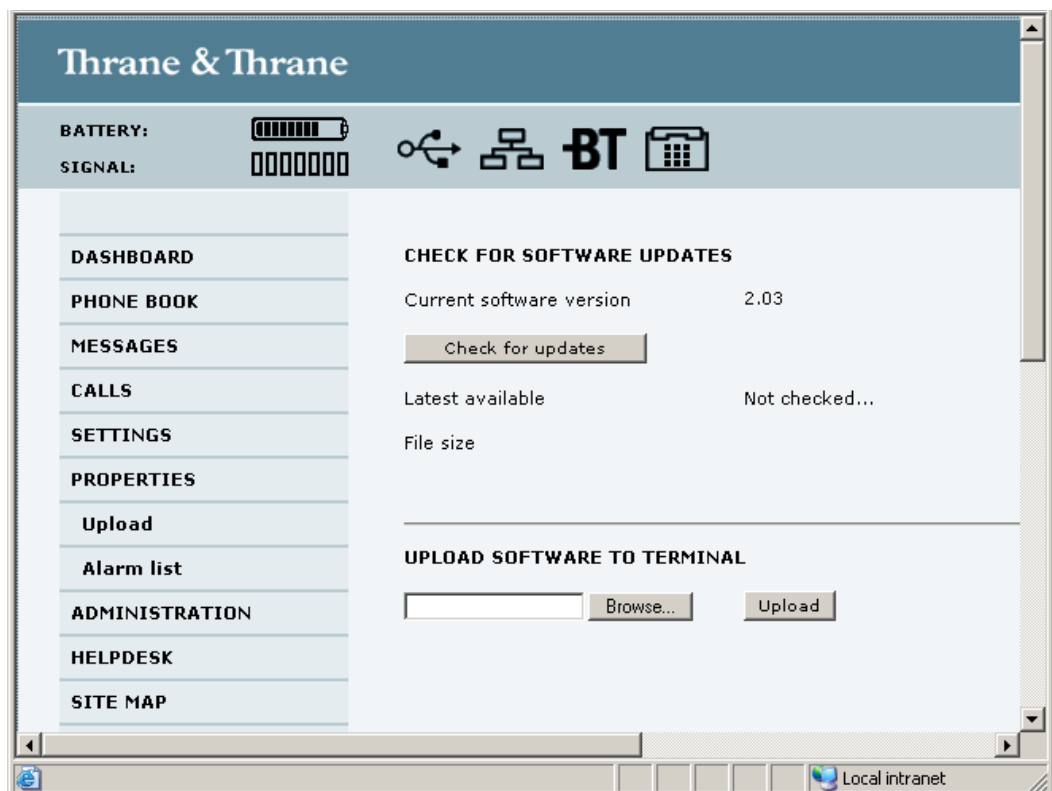 Thrane & Thrane
BATTERY:
SIGNAL:
BT
DASHBOARD
PHONE BOOK
MESSAGES
CALLS
SETTINGS
PROPERTIES
Upload
Alarm list
ADMINISTRATION
HELPDESK
SITE MAP
CHECK FOR SOFTWARE UPDATES
Current software version 2.03
Check for updates
Latest available Not checked...
File size
UPLOAD SOFTWARE TO TERMINAL
Browse... Upload
Local intranet